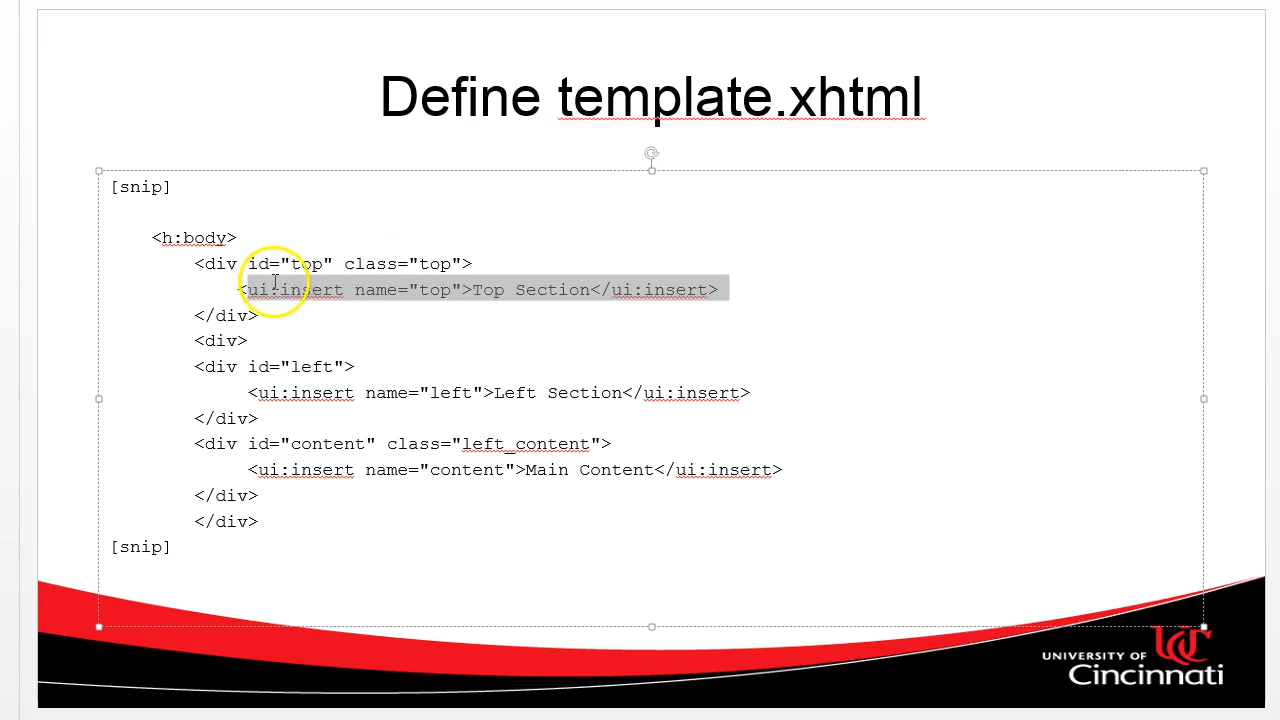 Define template.xhtml
[snip]
<h:body>
<div id="top" class="top">
<ui:insert name="top">Top Section</ui:insert>
</div>
<div>
<div id="left">
<ui:insert name="left">Left Section</ui:insert>
</div>
<div id="content" class="left_content">
<ui:insert name="content">Main Content</ui:insert>
</div>
</div>
[snip]
UNIVERSITY OF
Cincinnati